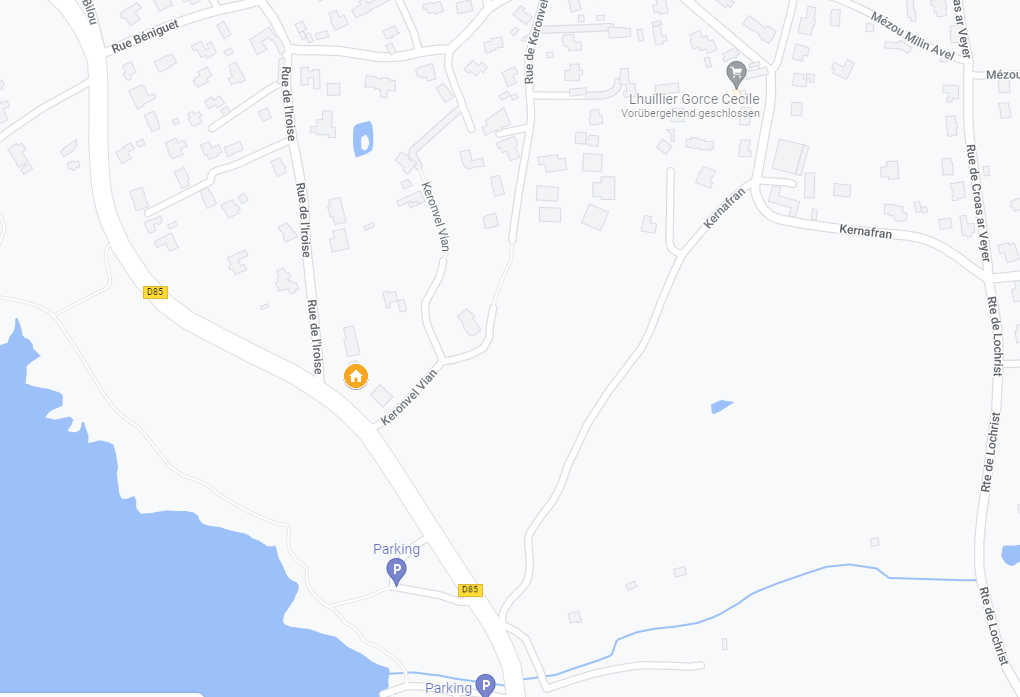 Bilou
Rue Béniguet
Rue de Keronvel
as ar Veyer
Mézou Milin Avel
Mézou
Rue de l'Iroise
Lhuillier Gorce Cecile
Vorübergehend geschlossen
Rue de Croas ar Veyer
Rue de l'Iroise
Keronvel Vian
Kernafran
Kernafran
D85
Rue de l'Iroise
Rte de Lochrist
Keronvel Vian
Rte de Lochrist
Parking
P
D85
Rte de Lochrist
Parking
P